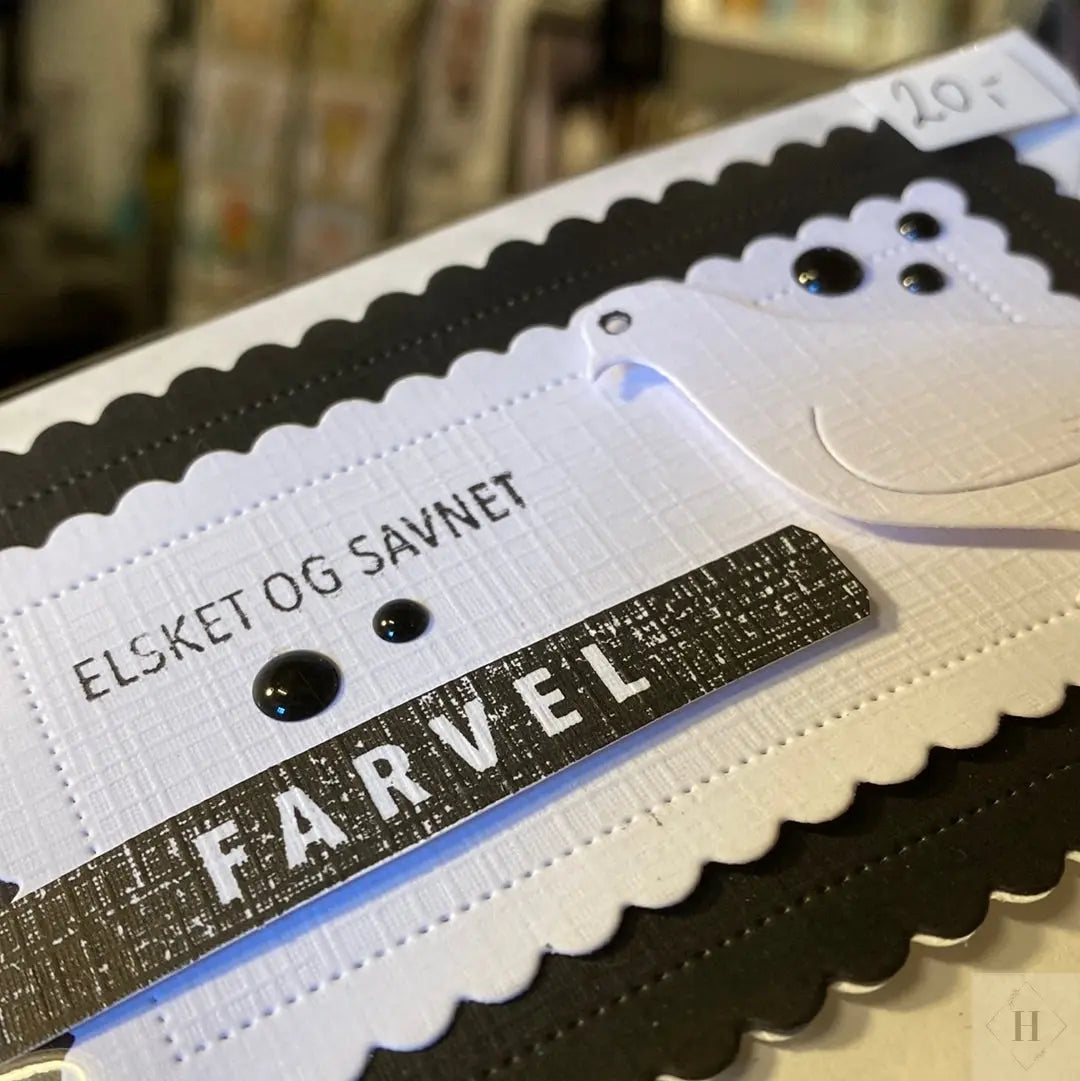 20,-
ELSKET OG SAVNET
FARVEL
H